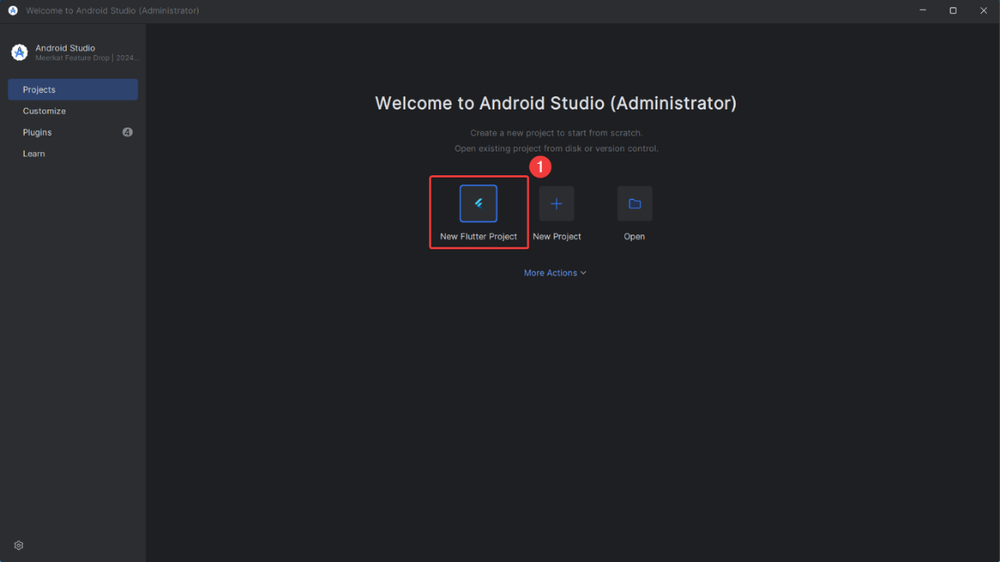 Welcome to Android Studio (Administrator)
Android Studio
Meerkat Feature Drop | 2024...
Projects
Customize
Plugins 4
Learn
Welcome to Android Studio (Administrator)
Create a new project to start from scratch.
Open existing project from disk or version control.
1
New Flutter Project New Project Open
More Actions